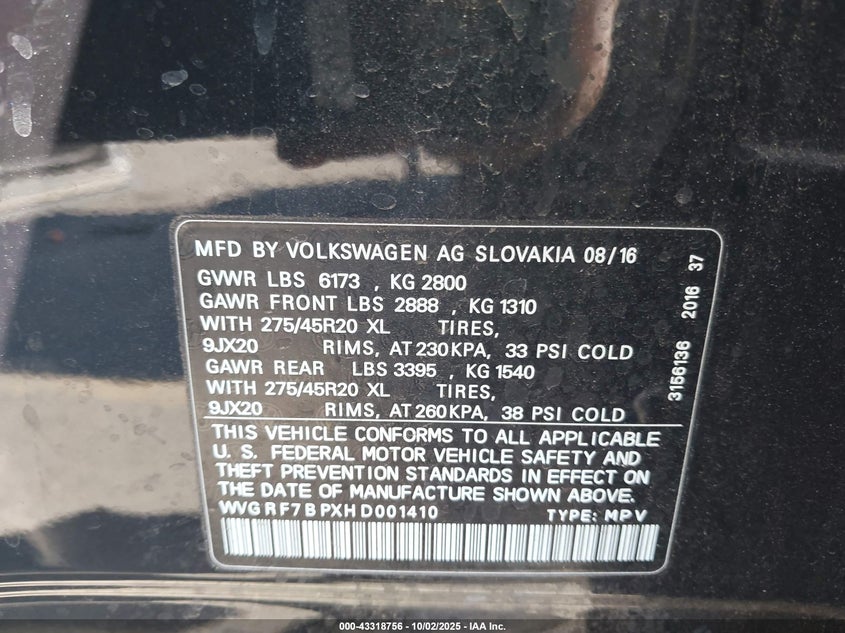 MFD BY VOLKSWAGEN AG SLOVAKIA 08/16
GVWR LBS 6173 , KG 2800
GAWR FRONT LBS 2888 , KG 1310
WITH 275/45R20 XL TIRES,
9JX20 RIMS, AT 230KPA, 33 PSI COLD
GAWR REAR LBS 3395 , KG 1540
WITH 275/45R20 XL TIRES,
9JX20 RIMS, AT 260KPA, 38 PSI COLD
THIS VEHICLE CONFORMS TO ALL APPLICABLE
U. S. FEDERAL MOTOR VEHICLE SAFETY AND
THEFT PREVENTION STANDARDS IN EFFECT ON
THE DATE OF MANUFACTURE SHOWN ABOVE.
WVGRF7BPXHD001410 TYPE: MPV
3156136 2016 37
000-43318756 - 10/02/2025 - IAA Inc.